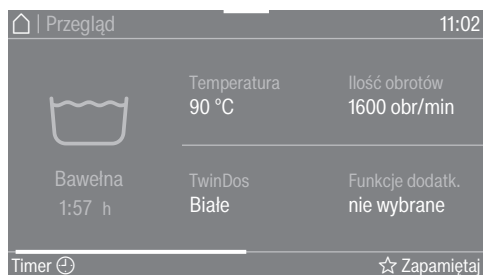 | Przegląd 11:02
Temperatura Ilość obrotów
90 °C 1600 obr/min
Bawełna TwinDos Funkcje dodatk.
1:57 h Białe nie wybrane
Timer Zapamiętaj